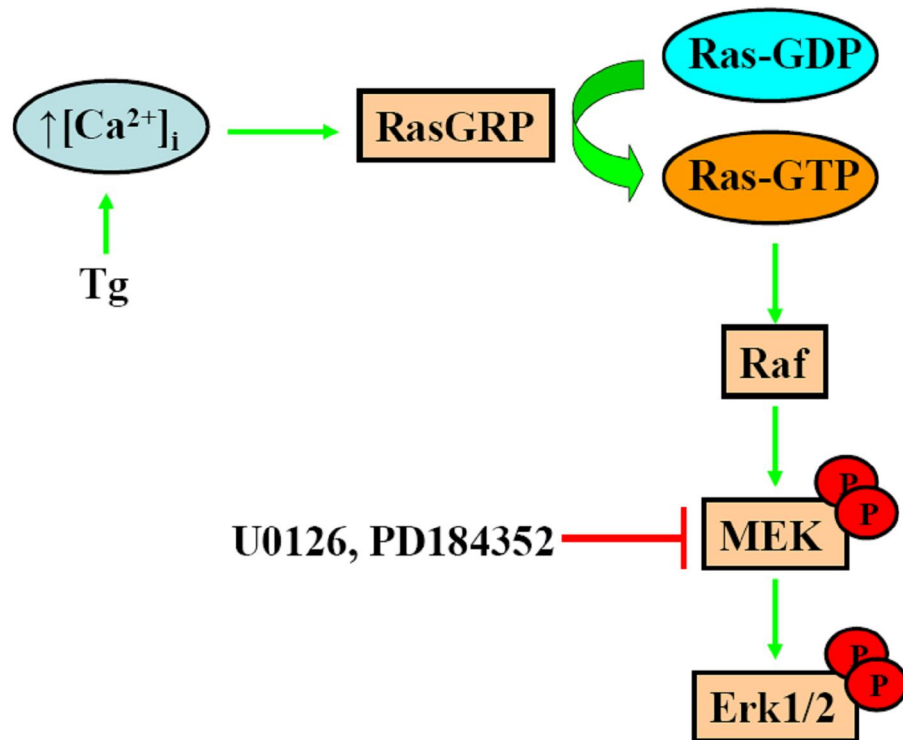 Ras-GDP
↑[Ca²⁺]ᵢ
RasGRP
Ras-GTP
Tg
Raf
P
P
U0126, PD184352
MEK
P
P
Erk1/2